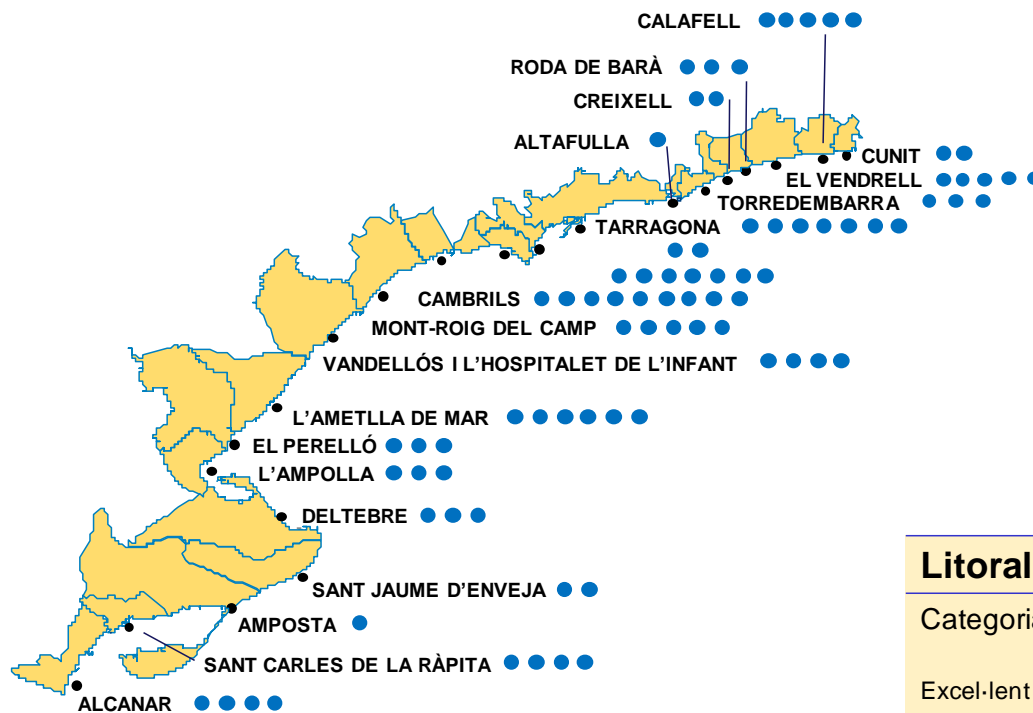 CALAFELL
RODA DE BARÀ
CREIXELL
ALTAFULLA
CUNIT
EL VENDRELL
TORREDEMBARRA
TARRAGONA
CAMBRILS
MONT-ROIG DEL CAMP
VANDELLÓS I L'HOSPITALET DE L'INFANT
L'AMETLLA DE MAR
EL PERELLÓ
L'AMPOLLA
DELTEBRE
SANT JAUME D'ENVEJA
AMPOSTA
SANT CARLES DE LA RÀPITA
ALCANAR
Litoral
Categoria
Excel·lent